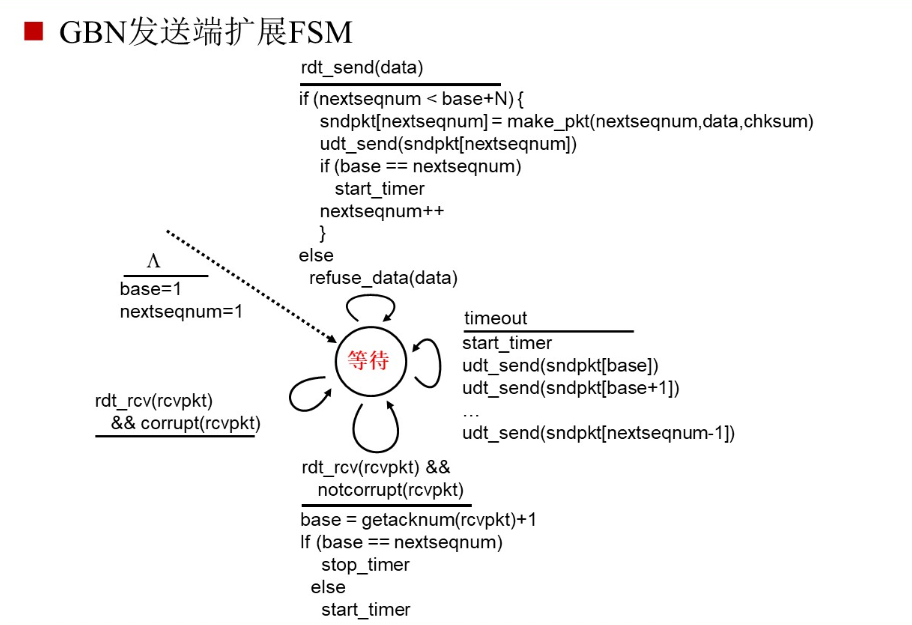 GBN发送端扩展FSM
rdt_send(data)
if (nextseqnum < base+N) {
sndpkt[nextseqnum] = make_pkt(nextseqnum,data,chksum)
udt_send(sndpkt[nextseqnum])
if (base == nextseqnum)
start_timer
nextseqnum++
}
else
refuse_data(data)
Λ
base=1
nextseqnum=1
等待
timeout
start_timer
udt_send(sndpkt[base])
udt_send(sndpkt[base+1])
…
udt_send(sndpkt[nextseqnum-1])
rdt_rcv(rcvpkt)
&& corrupt(rcvpkt)
rdt_rcv(rcvpkt) &&
notcorrupt(rcvpkt)
base = getacknum(rcvpkt)+1
If (base == nextseqnum)
stop_timer
else
start_timer